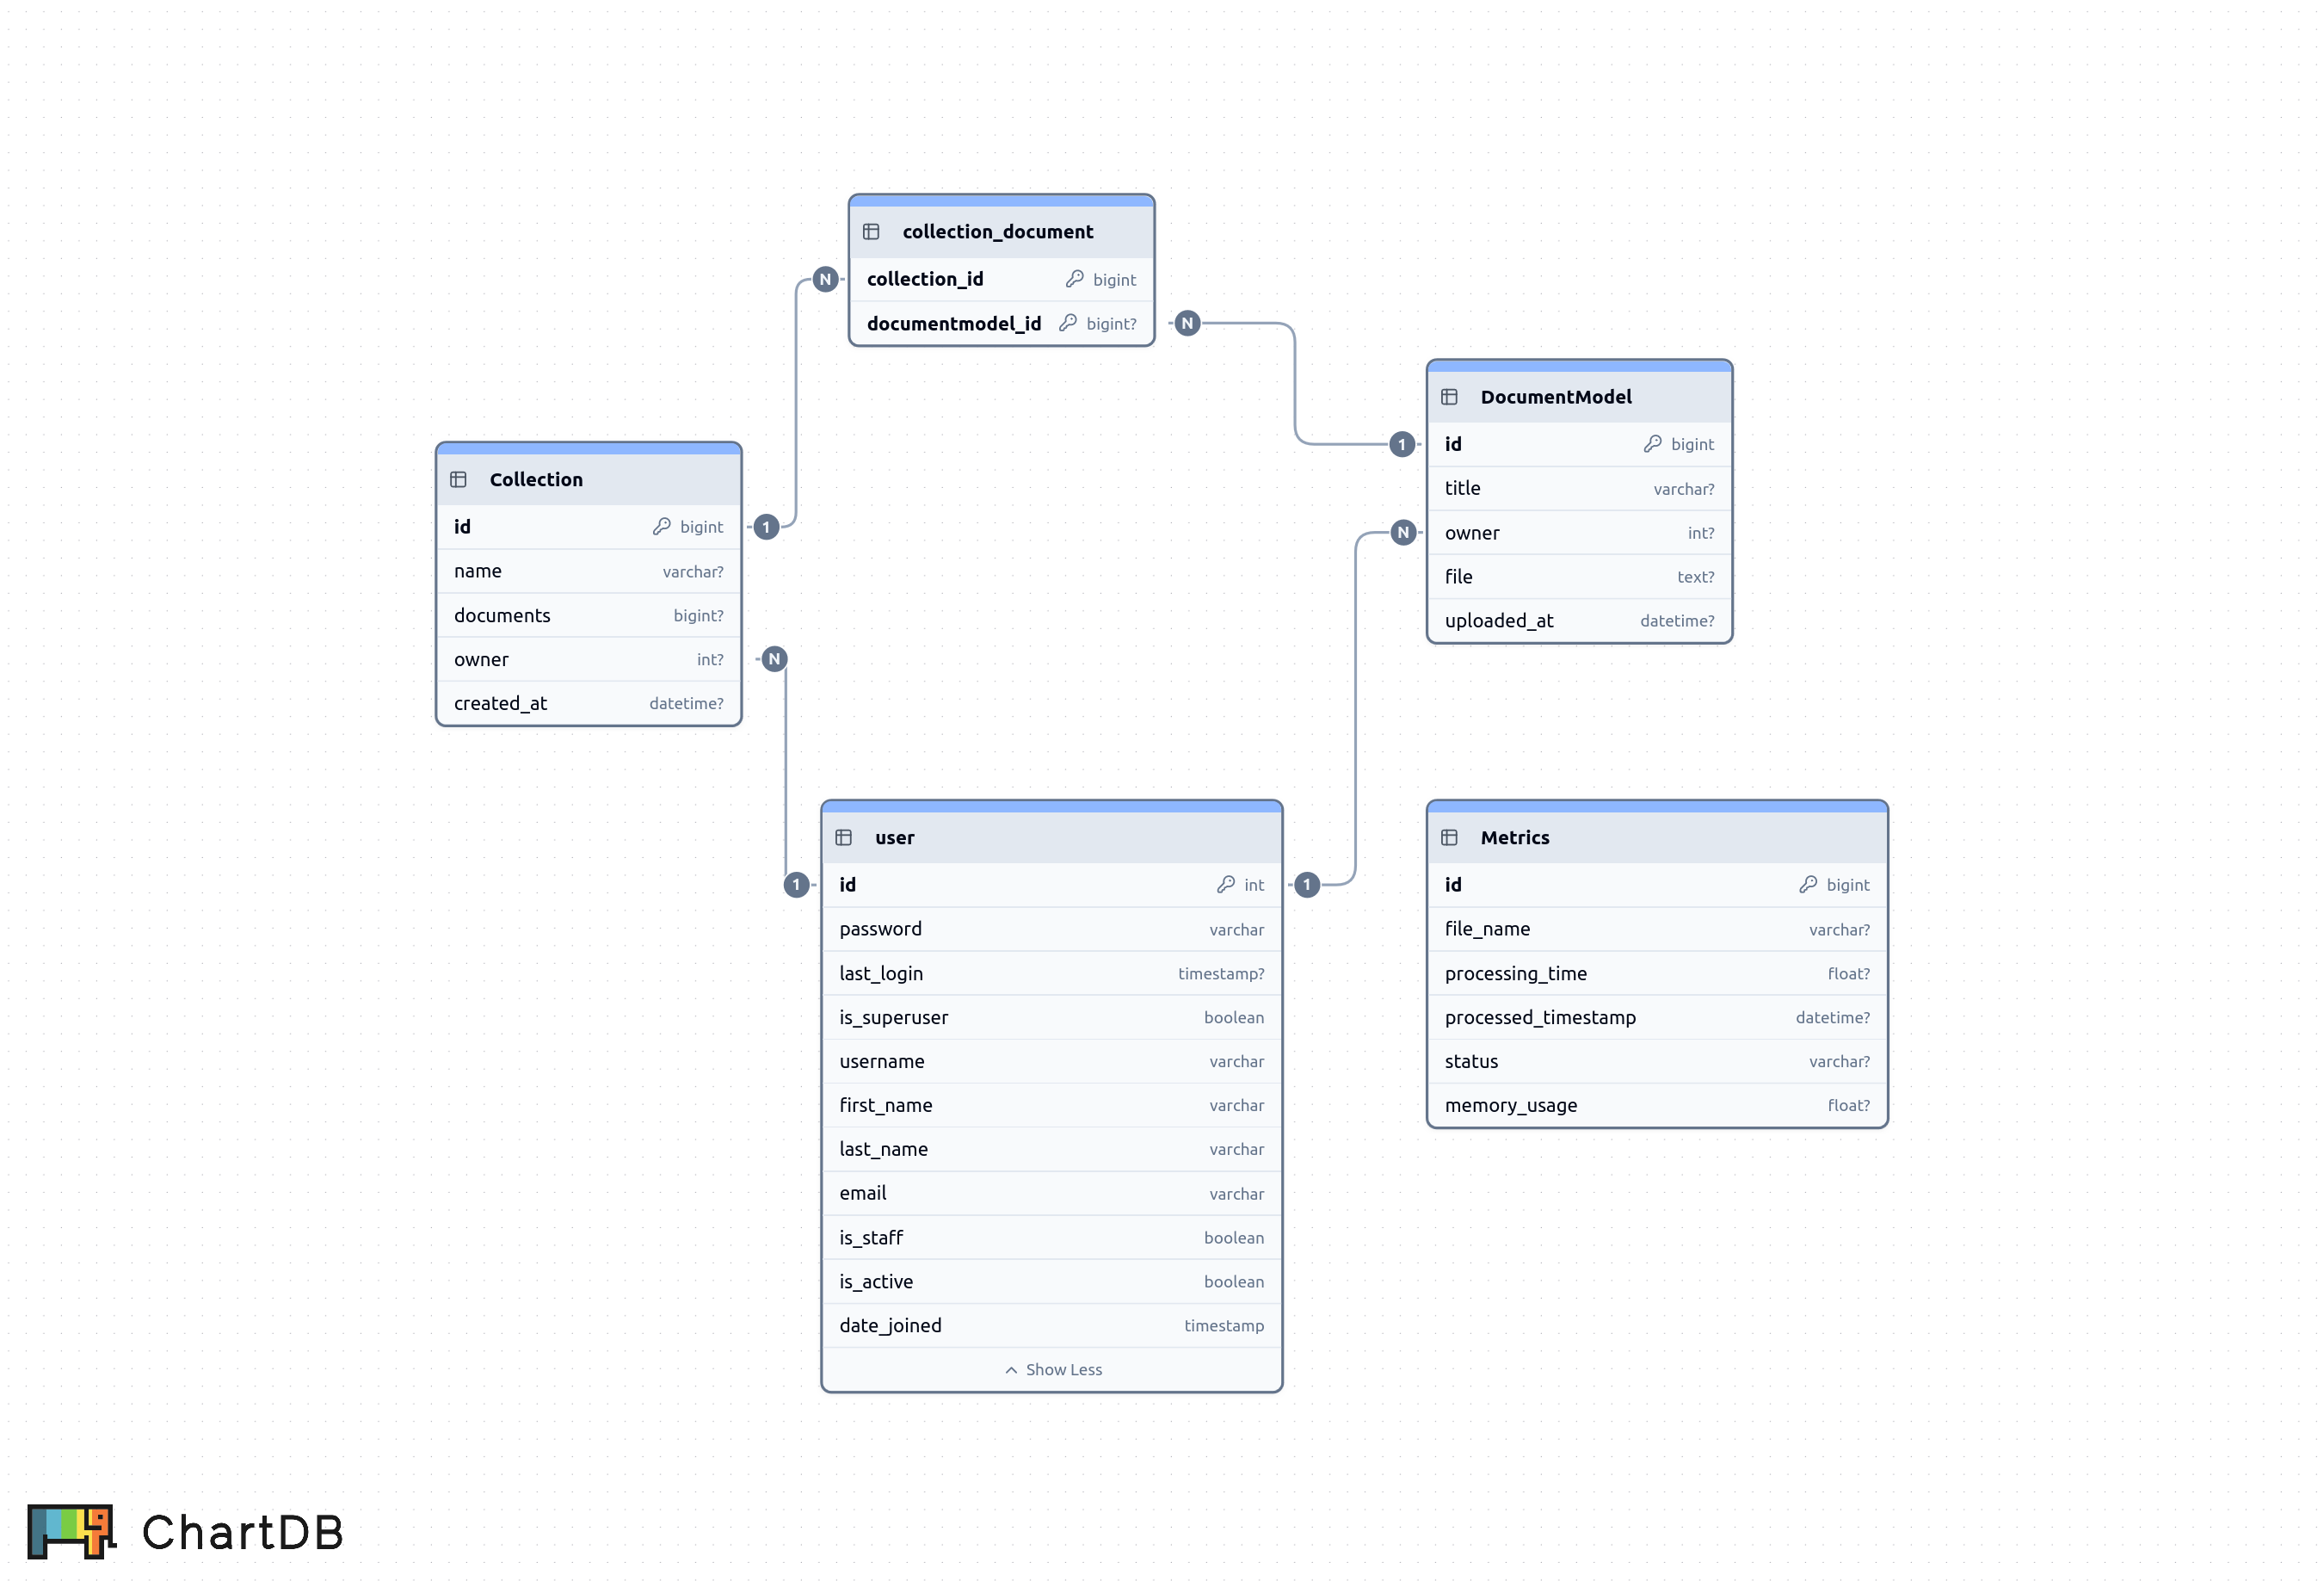 collection_document
collection_id bigint
documentmodel_id bigint?
N
N
DocumentModel
id bigint
title varchar?
owner int?
file text?
uploaded_at datetime?
1
N
Collection
id bigint
name varchar?
documents bigint?
owner int?
created_at datetime?
1
N
user
id int
password varchar
last_login timestamp?
is_superuser boolean
username varchar
first_name varchar
last_name varchar
email varchar
is_staff boolean
is_active boolean
date_joined timestamp
Show Less
1
1
Metrics
id bigint
file_name varchar?
processing_time float?
processed_timestamp datetime?
status varchar?
memory_usage float?
ChartDB